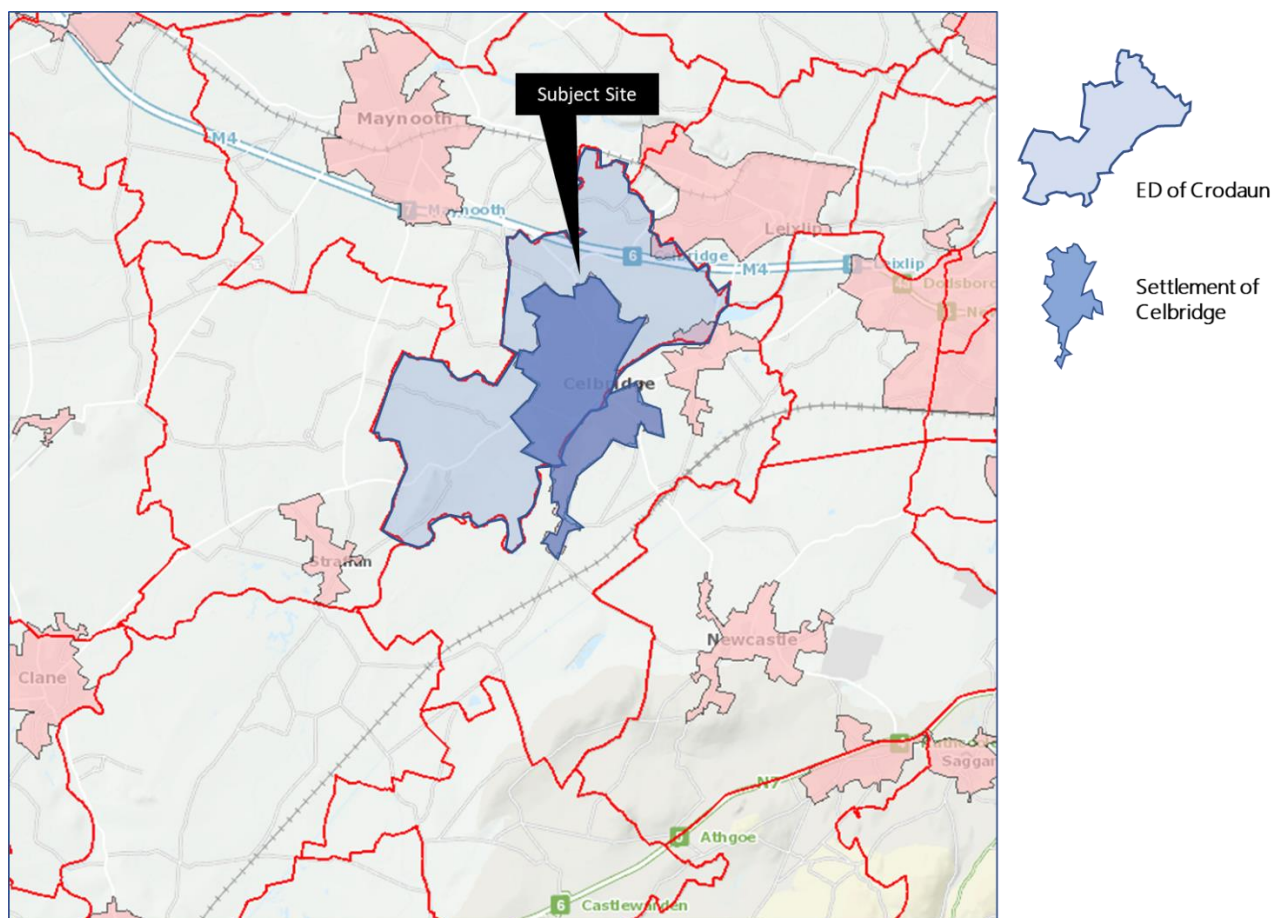 Subject Site
Maynooth
M4
7 Maynooth
Leixlip
6 Celbridge
M4
Leixlip
Celbridge
Straffan
Clane
Newcastle
N7
Athgoe
6 Castlewarden
ED of Crodaun
Settlement of
Celbridge